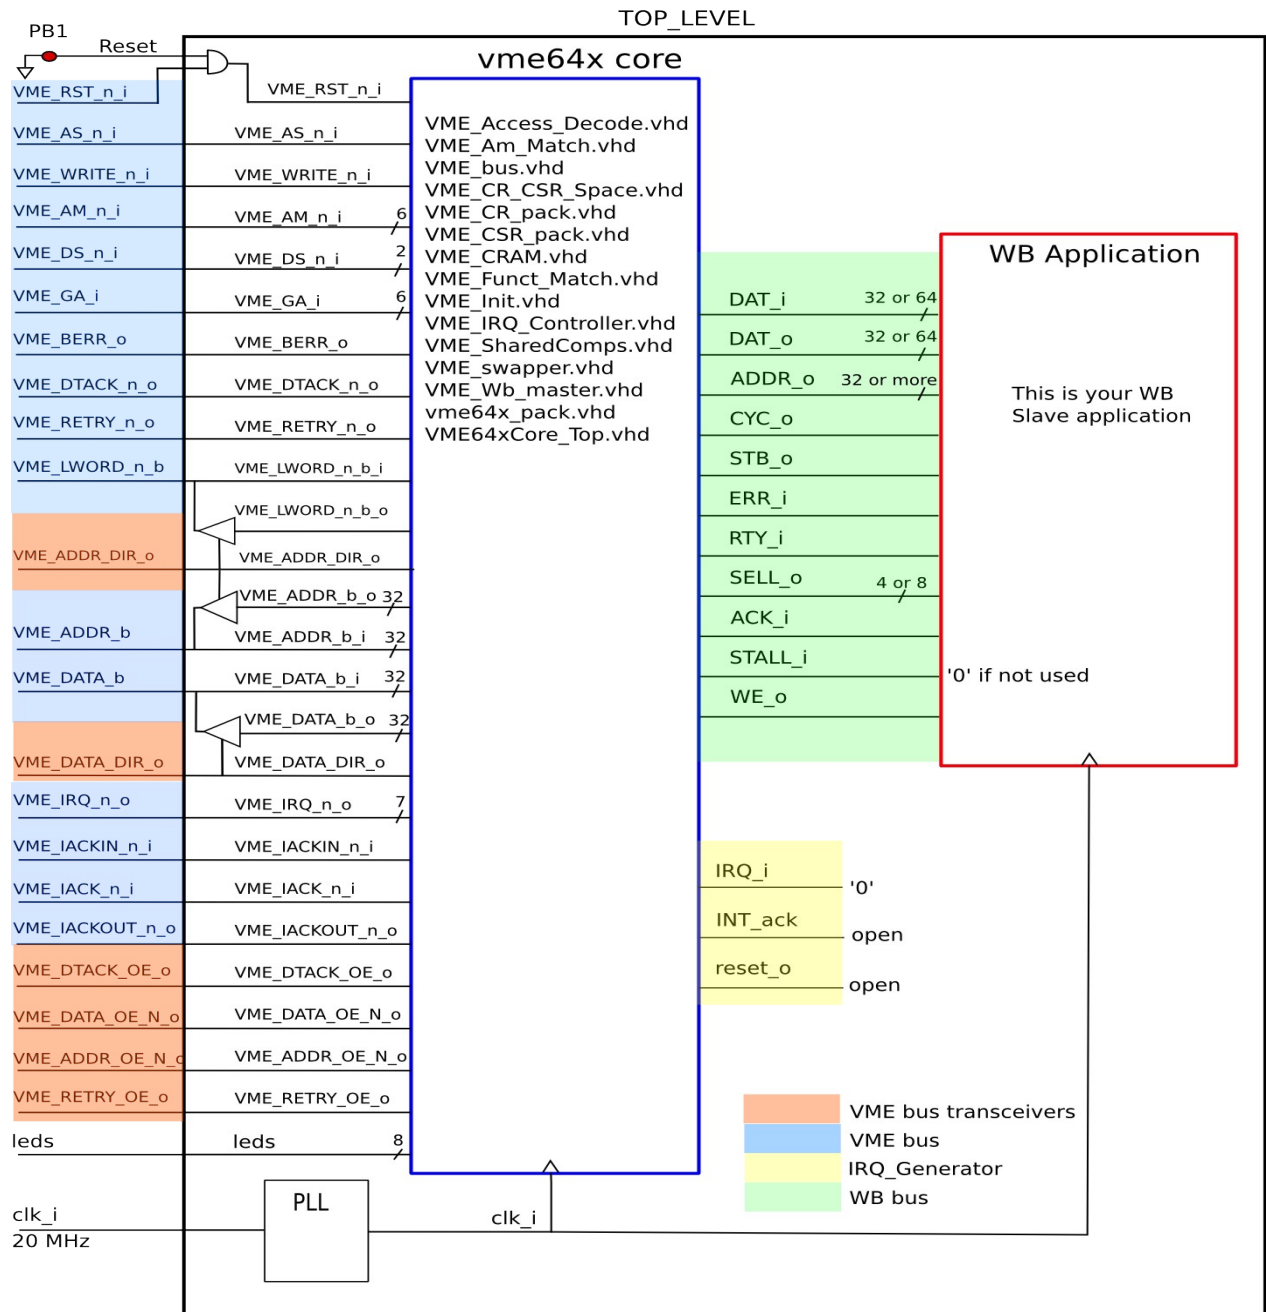 TOP_LEVEL
PB1
Reset
vme64x core
VME_RST_n_i
VME_AS_n_i
VME_WRITE_n_i
VME_AM_n_i
VME_DS_n_i
VME_GA_i
VME_BERR_o
VME_DTACK_n_o
VME_RETRY_n_o
VME_LWORD_n_b
VME_ADDR_DIR_o
VME_ADDR_b
VME_DATA_b
VME_DATA_DIR_o
VME_IRQ_n_o
VME_IACKIN_n_i
VME_IACK_n_i
VME_IACKOUT_n_o
VME_DTACK_OE_o
VME_DATA_OE_N_o
VME_ADDR_OE_N_o
VME_RETRY_OE_o
leds
clk_i
20 MHz
VME_RST_n_i
VME_AS_n_i
VME_WRITE_n_i
VME_AM_n_i 6
VME_DS_n_i 2
VME_GA_i 6
VME_BERR_o
VME_DTACK_n_o
VME_RETRY_n_o
VME_LWORD_n_b_i
VME_LWORD_n_b_o
VME_ADDR_DIR_o
VME_ADDR_b_o 32
VME_ADDR_b_i 32
VME_DATA_b_i 32
VME_DATA_b_o 32
VME_DATA_DIR_o
VME_IRQ_n_o 7
VME_IACKIN_n_i
VME_IACK_n_i
VME_IACKOUT_n_o
VME_DTACK_OE_o
VME_DATA_OE_N_o
VME_ADDR_OE_N_o
VME_RETRY_OE_o
leds 8
PLL
clk_i
VME_Access_Decode.vhd
VME_Am_Match.vhd
VME_bus.vhd
VME_CR_CSR_Space.vhd
VME_CR_pack.vhd
VME_CSR_pack.vhd
VME_CRAM.vhd
VME_Funct_Match.vhd
VME_Init.vhd
VME_IRQ_Controller.vhd
VME_SharedComps.vhd
VME_swapper.vhd
VME_Wb_master.vhd
vme64x_pack.vhd
VME64xCore_Top.vhd
DAT_i 32 or 64
DAT_o 32 or 64
ADDR_o 32 or more
CYC_o
STB_o
ERR_i
RTY_i
SELL_o 4 or 8
ACK_i
STALL_i
WE_o
WB Application
This is your WB
Slave application
'0' if not used
IRQ_i '0'
INT_ack open
reset_o open
VME bus transceivers
VME bus
IRQ_Generator
WB bus